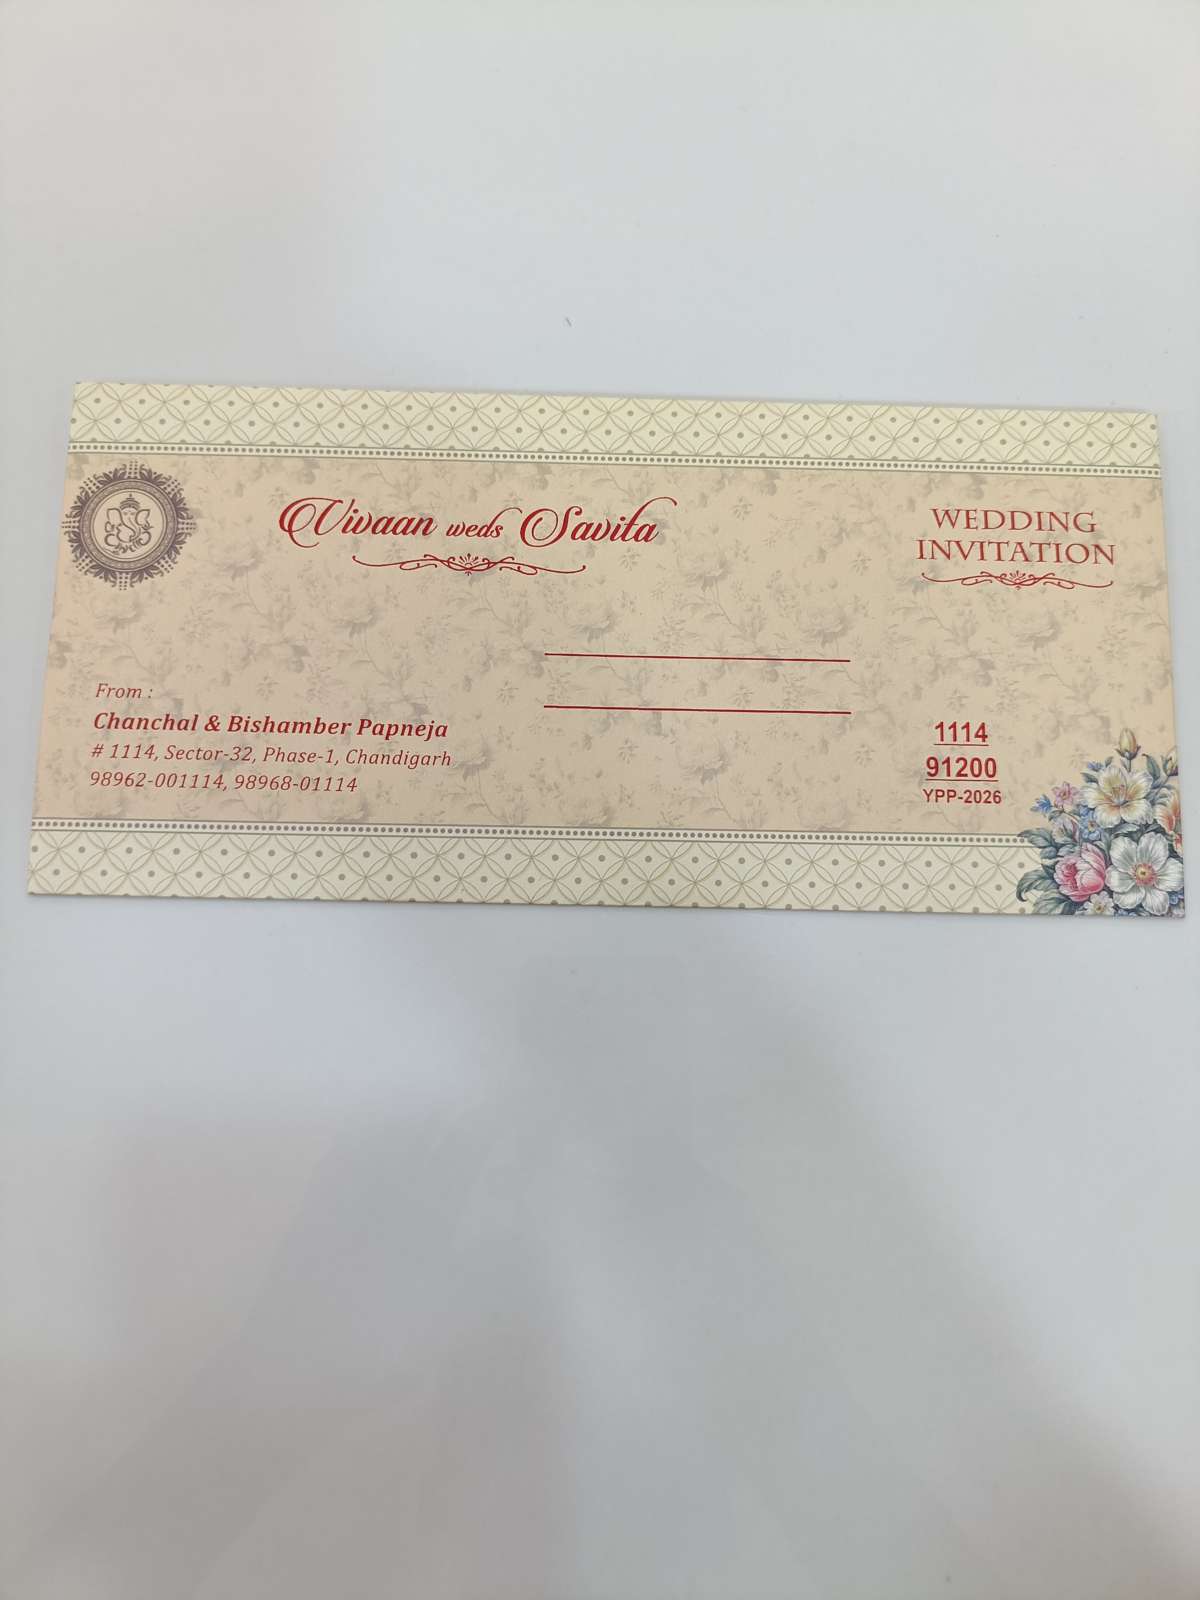 Vivaan weds Savita
WEDDING
INVITATION
From :
Chanchal & Bishamber Papneja
# 1114, Sector-32, Phase-1, Chandigarh
98962-001114, 98968-01114
1114
91200
YPP-2026